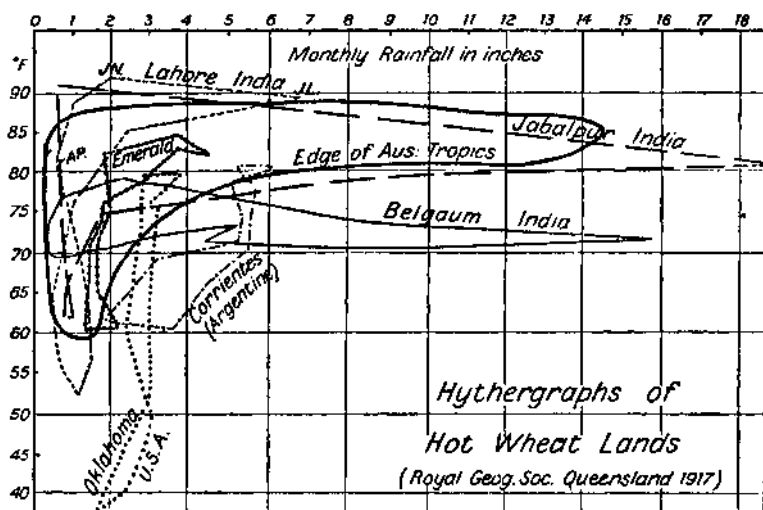 0 1 2 3 4 5 6 7 8 9 10 11 12 13 14 15 16 17 18
Monthly Rainfall in inches
°F
JN. Lahore India JL.
90
85
80
75
70
65
60
55
50
45
40
Jabalpur India
AP.
Emerald
Edge of Aus: Tropics
Belgaum India
Corrientes
(Argentine)
Oklahoma
U.S.A.
Hythergraphs of
Hot Wheat Lands
(Royal Geog. Soc. Queensland 1917)